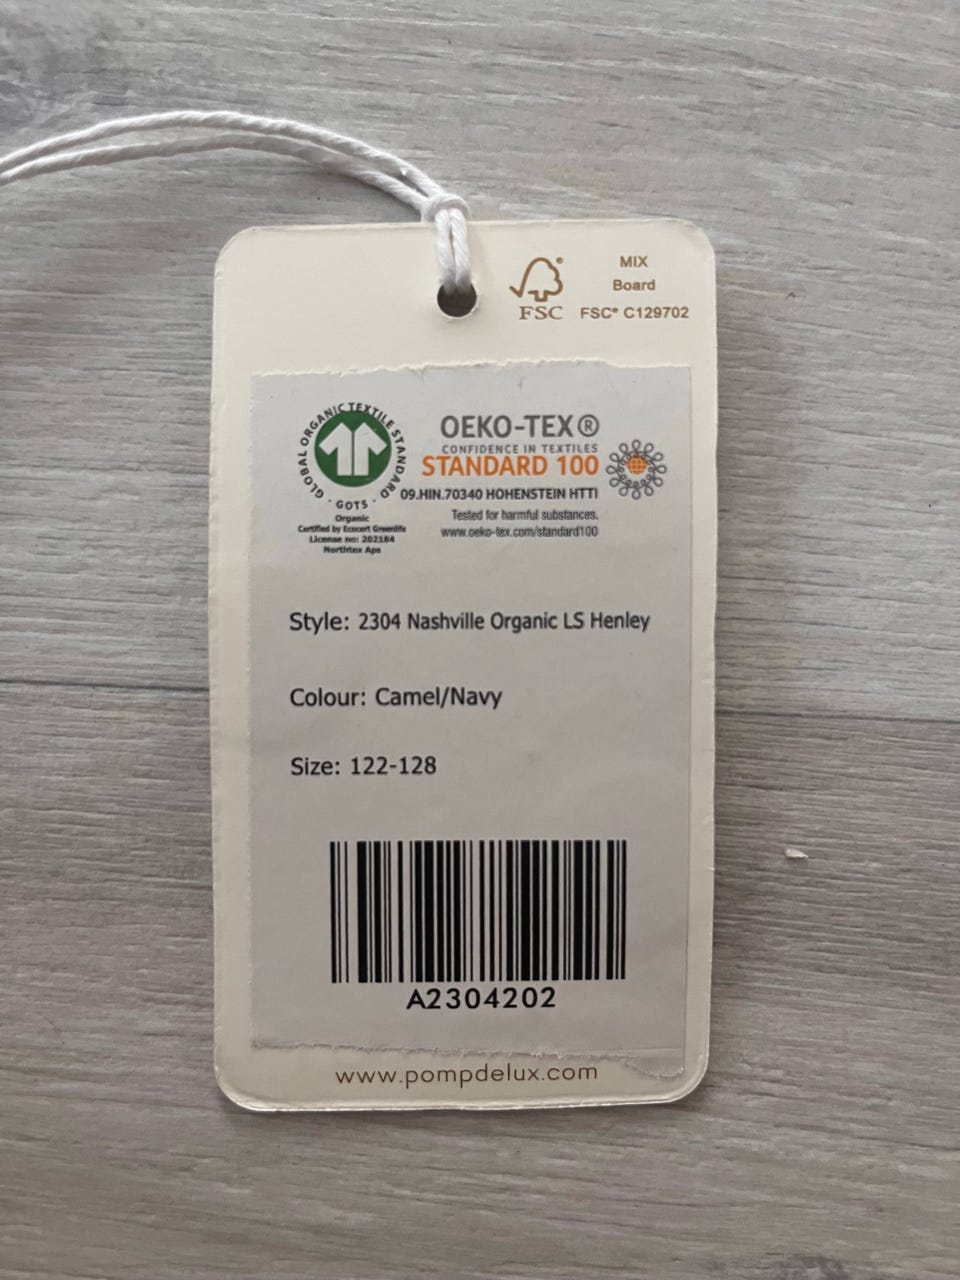 FSC
MIX
Board
FSC® C129702
GLOBAL ORGANIC TEXTILE STANDARD
· GOTS ·
Organic
Certified by Ecocert Greenlife
License no: 202184
Northtex Aps
OEKO-TEX®
CONFIDENCE IN TEXTILES
STANDARD 100
09.HIN.70340 HOHENSTEIN HTTI
Tested for harmful substances.
www.oeko-tex.com/standard100
Style: 2304 Nashville Organic LS Henley
Colour: Camel/Navy
Size: 122-128
A2304202
www.pompdelux.com